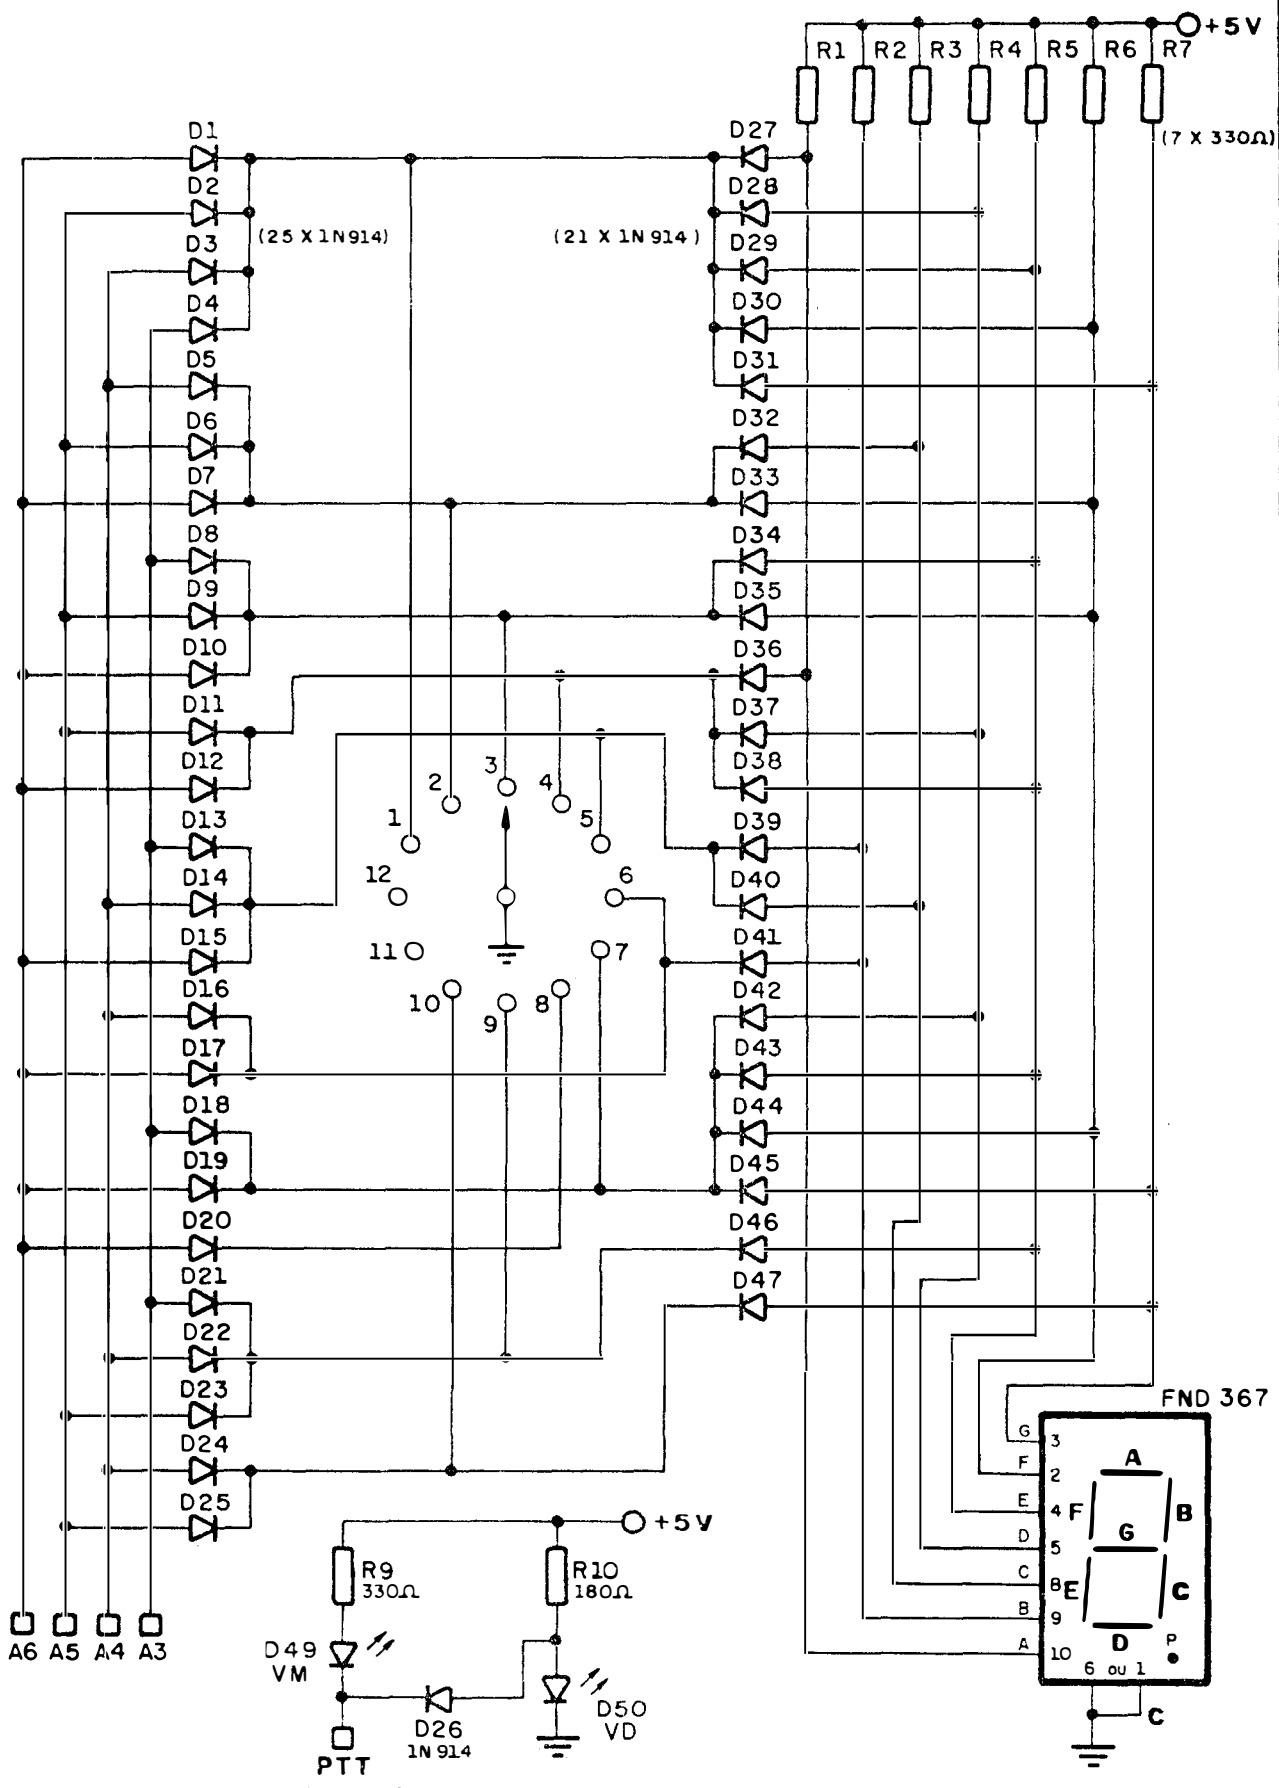 +5V
R1 R2 R3 R4 R5 R6 R7
(7 X 330Ω)
D1
D2
(25 X 1N914)
D3
D4
D5
D6
D7
D8
D9
D10
D11
D12
D13
D14
D15
D16
D17
D18
D19
D20
D21
D22
D23
D24
D25
D27
D28
(21 X 1N914)
D29
D30
D31
D32
D33
D34
D35
D36
D37
D38
D39
D40
D41
D42
D43
D44
D45
D46
D47
1
2
3
4
5
6
7
8
9
10
11
12
FND 367
G 3
F 2
E 4
D 5
C 8
B 9
A 10
A
F B
G
E C
D
P
6 ou 1
C
+5V
R9
330Ω
R10
180Ω
D49
VM
D26
1N914
D50
VD
PTT
A6 A5 A4 A3